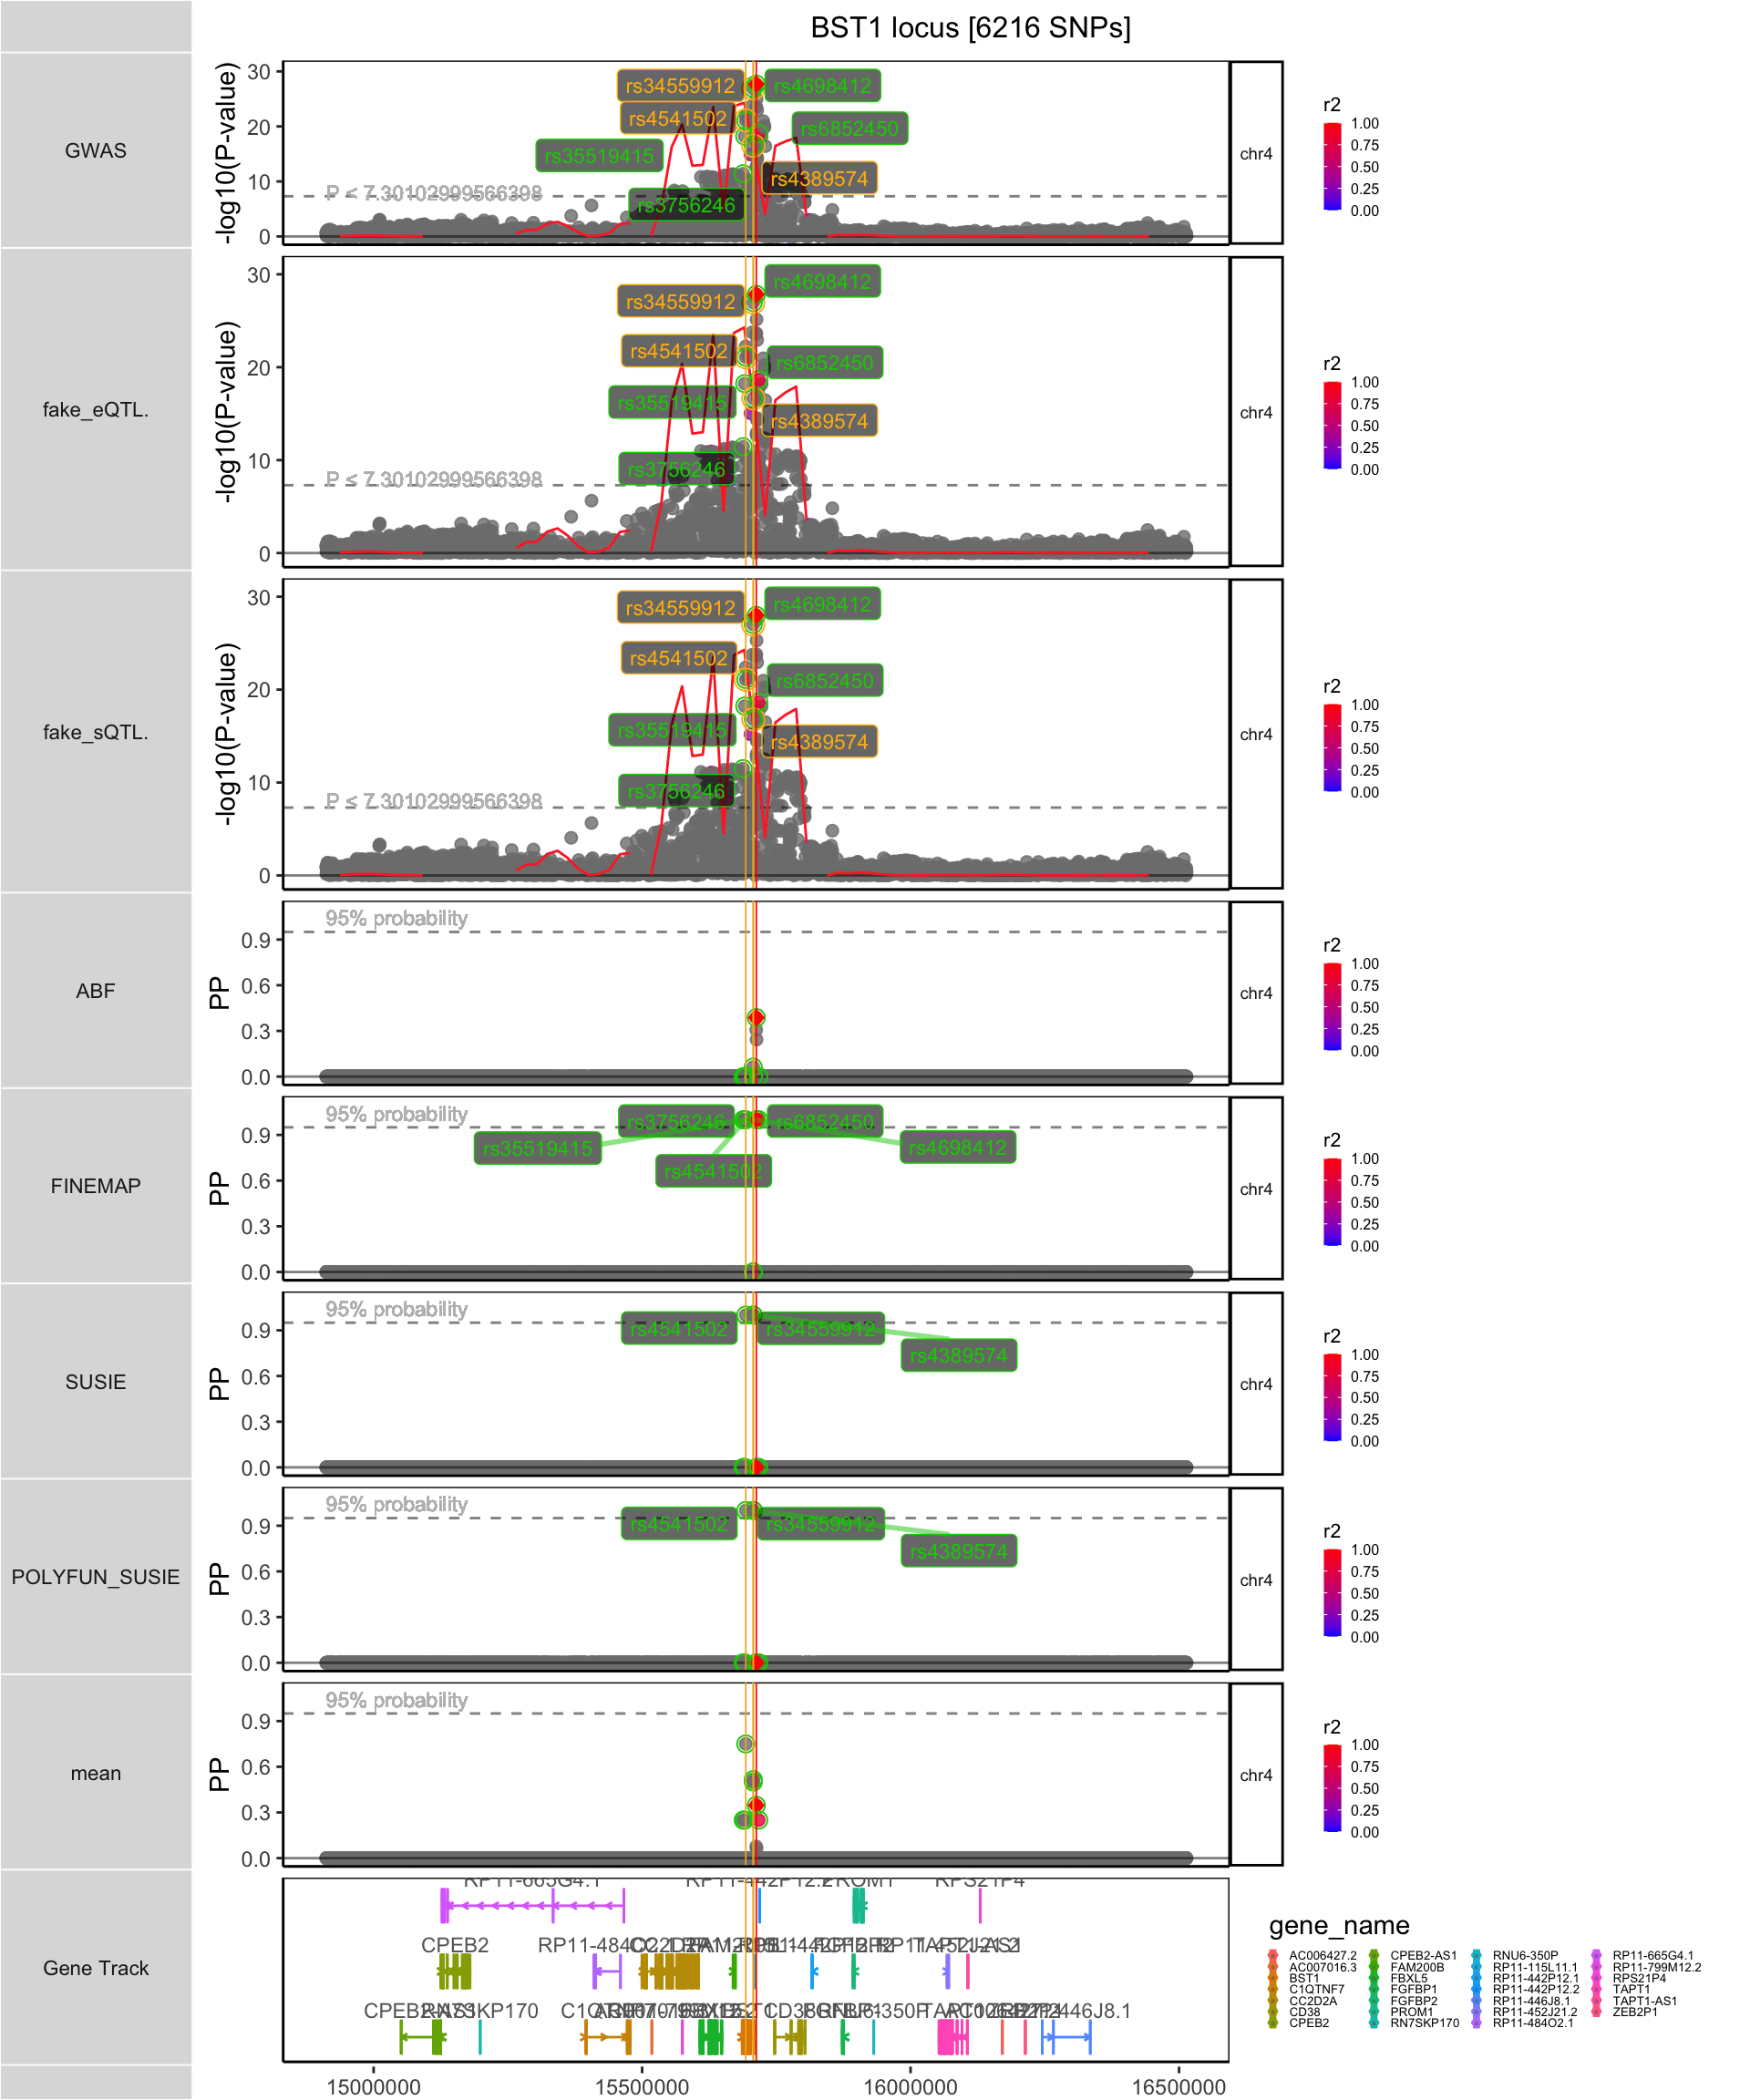 BST1 locus [6216 SNPs]
GWAS
-log10(P-value)
30
20
10
0
P < 7.30102999566398
rs34559912
rs4698412
rs4541502
rs6852450
rs35519415
rs4389574
rs3756246
chr4
r2
1.00
0.75
0.50
0.25
0.00
fake_eQTL.
-log10(P-value)
30
20
10
0
P < 7.30102999566398
rs4698412
rs34559912
rs4541502
rs6852450
rs35519415
rs4389574
rs3756246
chr4
r2
1.00
0.75
0.50
0.25
0.00
fake_sQTL.
-log10(P-value)
30
20
10
0
P < 7.30102999566398
rs34559912
rs4698412
rs4541502
rs6852450
rs35519415
rs4389574
rs3756246
chr4
r2
1.00
0.75
0.50
0.25
0.00
ABF
PP
0.9
0.6
0.3
0.0
95% probability
chr4
r2
1.00
0.75
0.50
0.25
0.00
FINEMAP
PP
0.9
0.6
0.3
0.0
95% probability
rs3756246
rs6852450
rs35519415
rs4698412
rs4541502
chr4
r2
1.00
0.75
0.50
0.25
0.00
SUSIE
PP
0.9
0.6
0.3
0.0
95% probability
rs4541502
rs34559912
rs4389574
chr4
r2
1.00
0.75
0.50
0.25
0.00
POLYFUN_SUSIE
PP
0.9
0.6
0.3
0.0
95% probability
rs4541502
rs34559912
rs4389574
chr4
r2
1.00
0.75
0.50
0.25
0.00
mean
PP
0.9
0.6
0.3
0.0
95% probability
chr4
r2
1.00
0.75
0.50
0.25
0.00
Gene Track
RP11-665G4.1
RP11-442P12.2
PROM1
RPS21P4
CPEB2
gene_name
AC006427.2
AC007016.3
BST1
C1QTNF7
CC2D2A
CD38
CPEB2
CPEB2-AS1
FAM200B
FBXL5
FGFBP1
FGFBP2
PROM1
RN7SKP170
RNU6-350P
RP11-115L11.1
RP11-442P12.1
RP11-442P12.2
RP11-446J8.1
RP11-452J21.2
RP11-484O2.1
RP11-665G4.1
RP11-799M12.2
RPS21P4
TAPT1
TAPT1-AS1
ZEB2P1
15000000
15500000
16000000
16500000